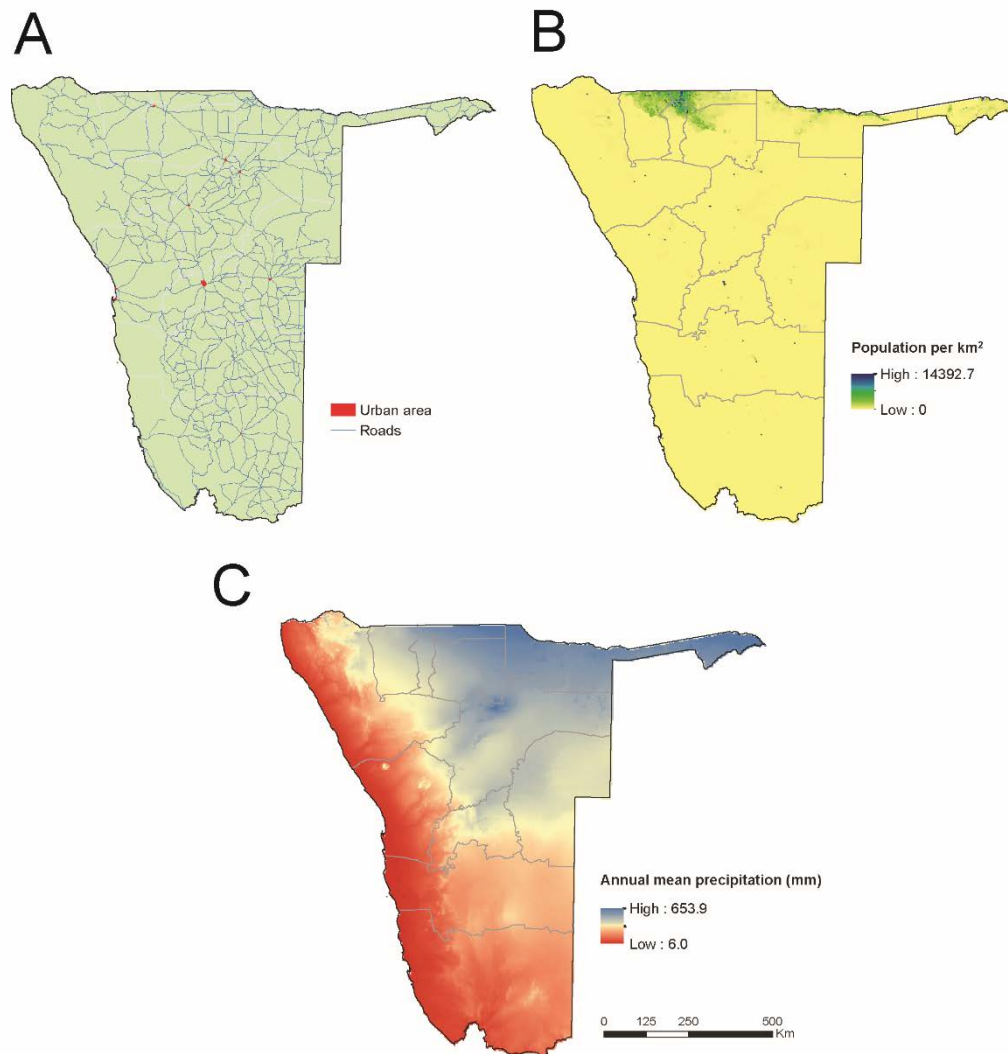 A
B
Urban area
Roads
Population per km²
High : 14392.7
Low : 0
C
Annual mean precipitation (mm)
High : 653.9
Low : 6.0
0 125 250 500
Km